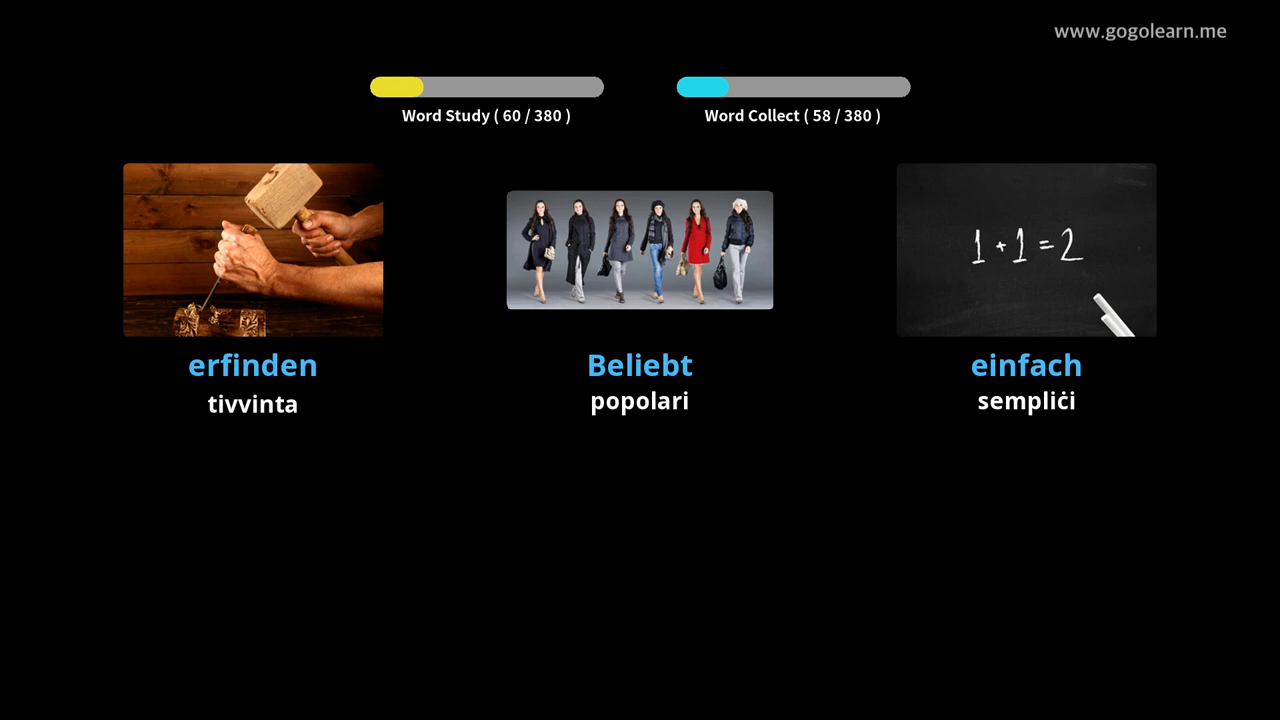 www.gogolearn.me
Word Study ( 60 / 380 )
Word Collect ( 58 / 380 )
1 + 1 = 2
erfinden
tivvinta
Beliebt
popolari
einfach
sempliċi